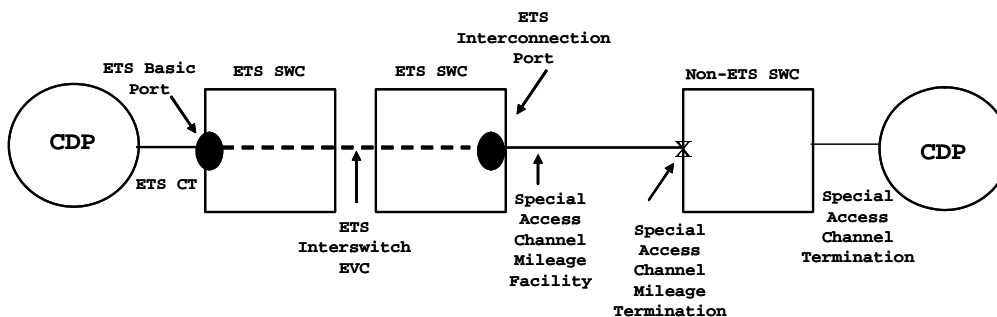 ETS
Interconnection
Port
ETS Basic
Port
ETS SWC
ETS SWC
Non-ETS SWC
CDP
CDP
ETS CT
ETS
Interswitch
EVC
Special
Access
Channel
Mileage
Facility
Special
Access
Channel
Mileage
Termination
Special
Access
Channel
Termination